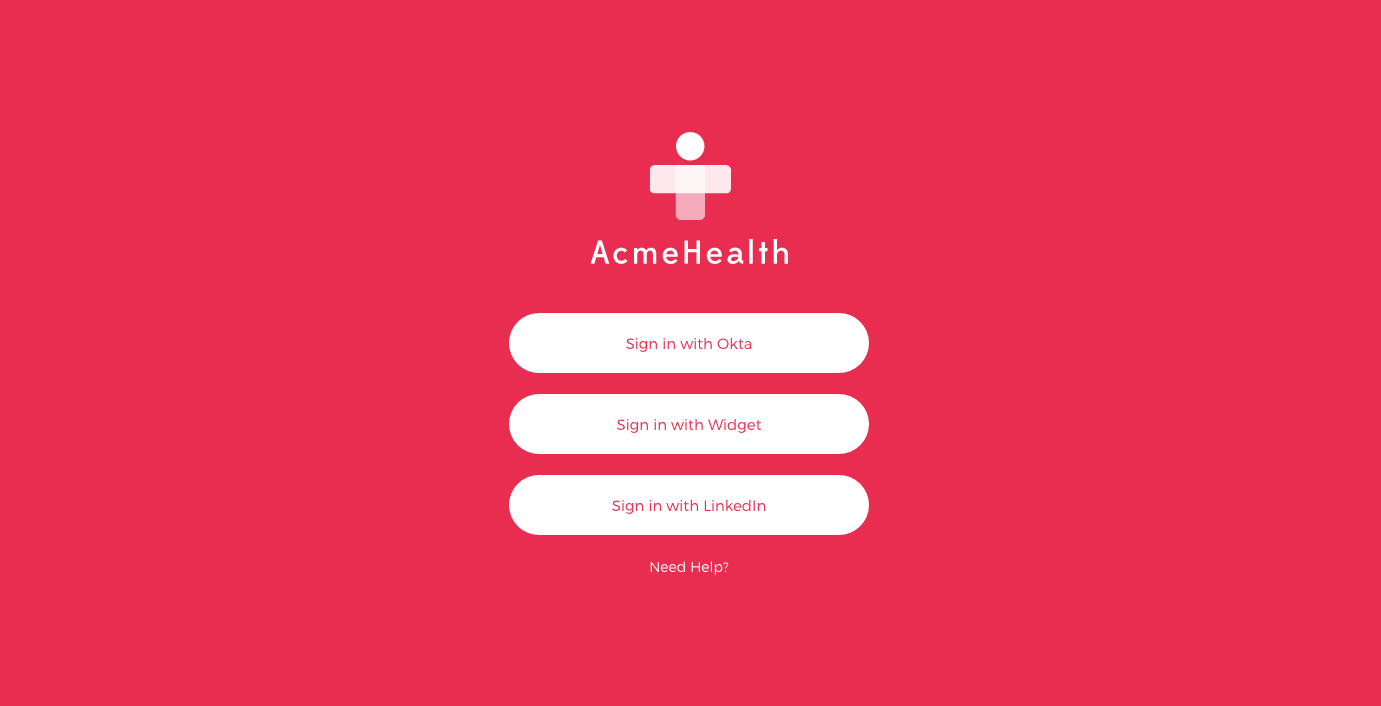 AcmeHealth
Sign in with Okta
Sign in with Widget
Sign in with LinkedIn
Need Help?